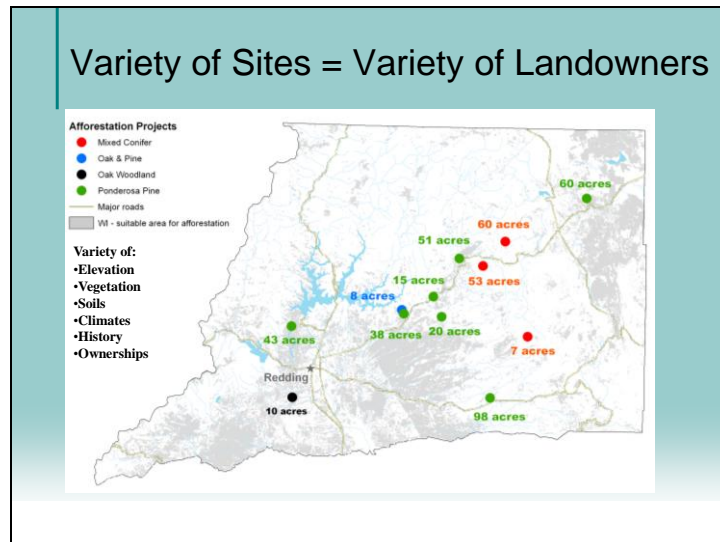 Variety of Sites = Variety of Landowners
Afforestation Projects
Mixed Conifer
Oak & Pine
Oak Woodland
Ponderosa Pine
Major roads
WI - suitable area for afforestation
Variety of:
•Elevation
•Vegetation
•Soils
•Climates
•History
•Ownerships
60 acres
60 acres
51 acres
53 acres
15 acres
8 acres
38 acres
20 acres
43 acres
7 acres
Redding
10 acres
98 acres